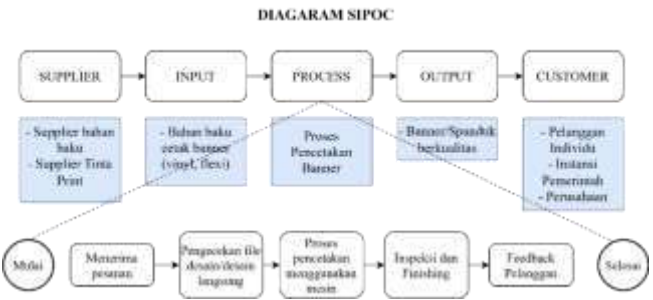 DIAGARAM SIPOC
SUPPLIER
INPUT
PROCESS
OUTPUT
CUSTOMER
- Supplier bahan
baku
- Supplier Tinta
Print
- Bahan baku
cetak banner
(vinyl, flexi)
Proses
Pencetakan
Banner
- Banner/Spanduk
berkualitas
- Pelanggan
Individu
- Instansi
Pemerintah
- Perusahaan
Mulai
Menerima
pesanan
Pengecekan file
desain/desain
langsung
Proses
pencetakan
menggunakan
mesin
Inspeksi dan
Finishing
Feedback
Pelanggan
Selesai